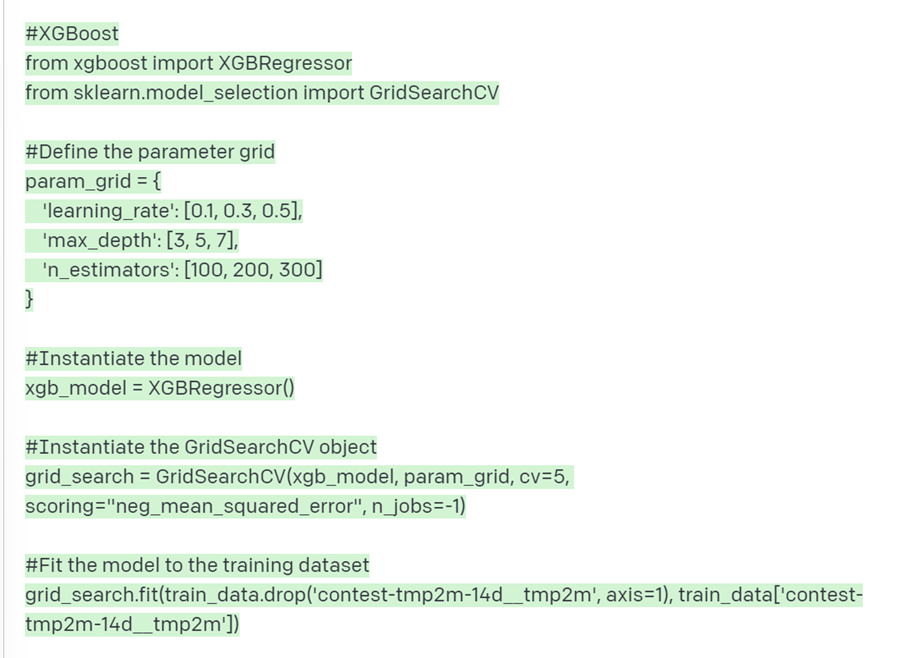 #XGBoost
from xgboost import XGBRegressor
from sklearn.model_selection import GridSearchCV
#Define the parameter grid
param_grid = {
'learning_rate': [0.1, 0.3, 0.5],
'max_depth': [3, 5, 7],
'n_estimators': [100, 200, 300]
}
#Instantiate the model
xgb_model = XGBRegressor()
#Instantiate the GridSearchCV object
grid_search = GridSearchCV(xgb_model, param_grid, cv=5,
scoring="neg_mean_squared_error", n_jobs=-1)
#Fit the model to the training dataset
grid_search.fit(train_data.drop('contest-tmp2m-14d__tmp2m', axis=1), train_data['contest-
tmp2m-14d__tmp2m'])